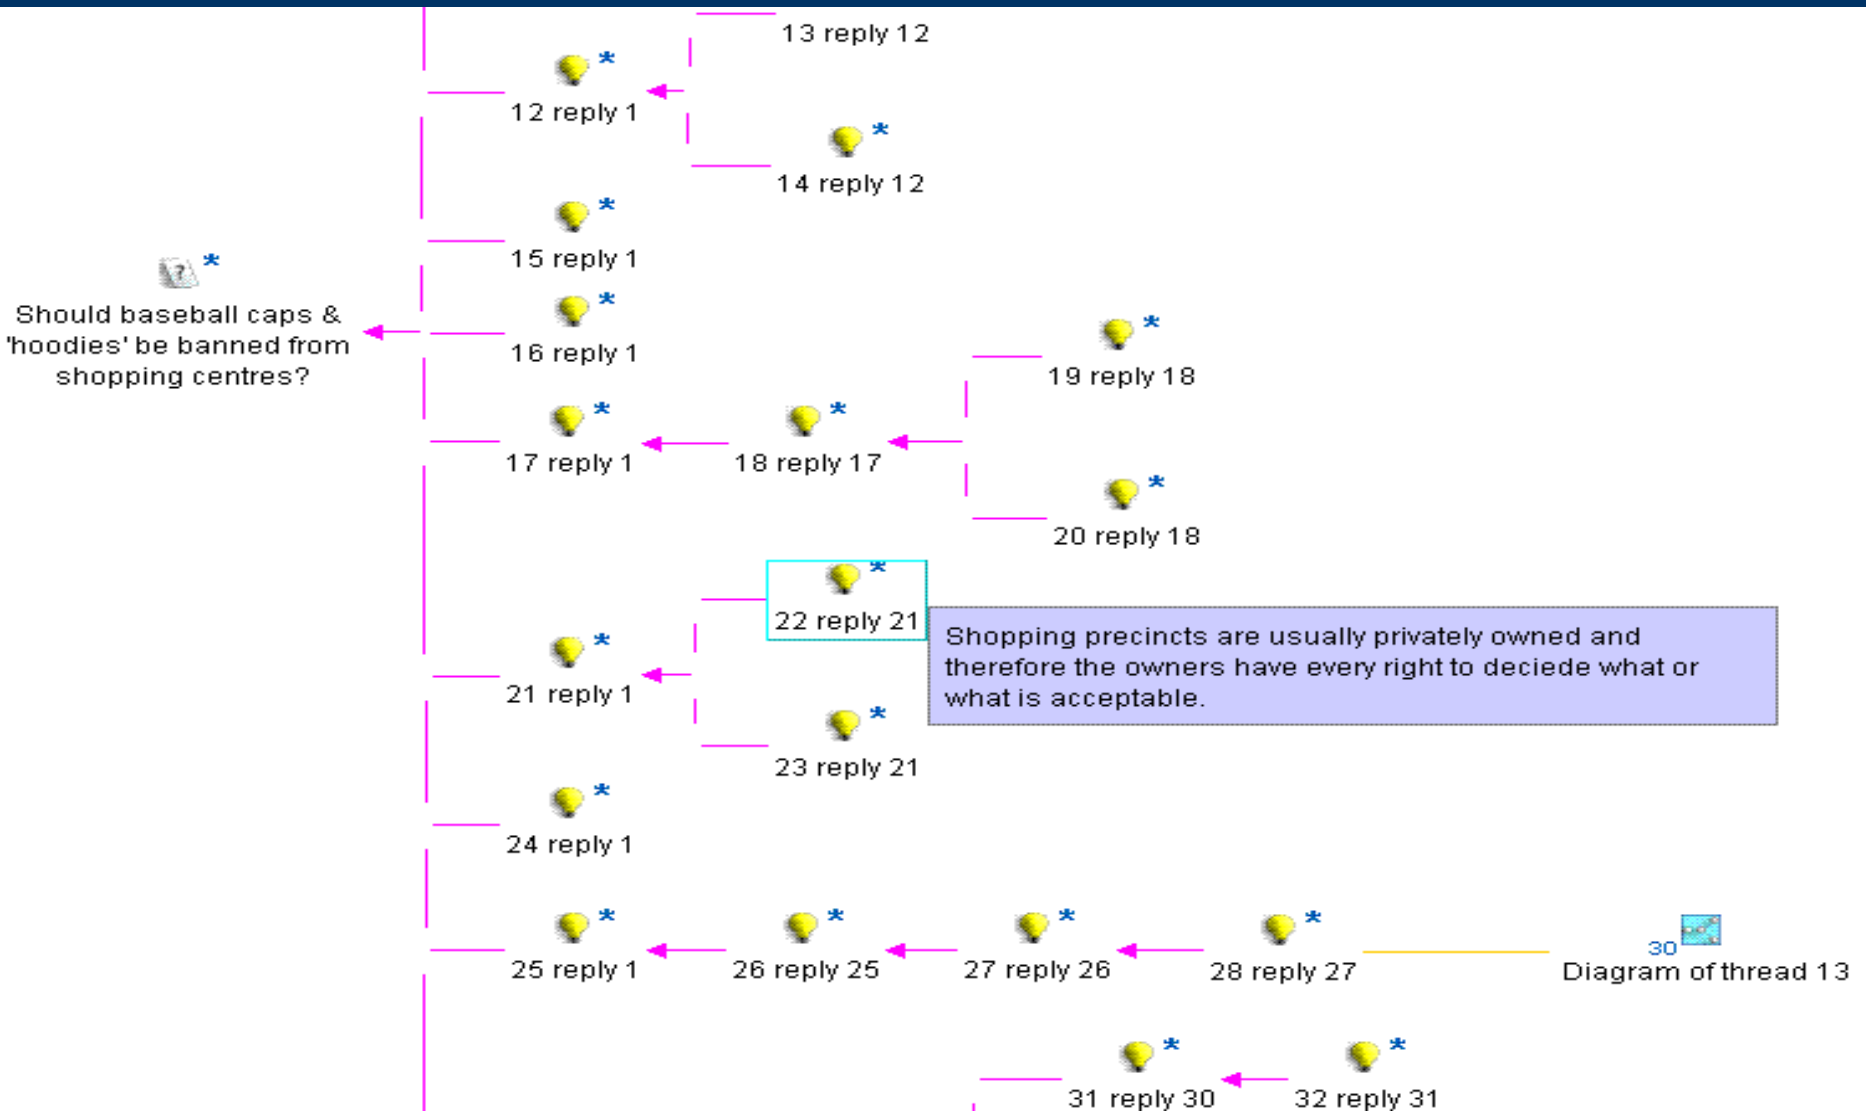 13 reply 12
12 reply 1
14 reply 12
15 reply 1
Should baseball caps &
'hoodies' be banned from
shopping centres?
16 reply 1
19 reply 18
17 reply 1
18 reply 17
20 reply 18
22 reply 21
Shopping precincts are usually privately owned and
therefore the owners have every right to deciede what or
what is acceptable.
21 reply 1
23 reply 21
24 reply 1
25 reply 1
26 reply 25
27 reply 26
28 reply 27
30
Diagram of thread 13
31 reply 30
32 reply 31